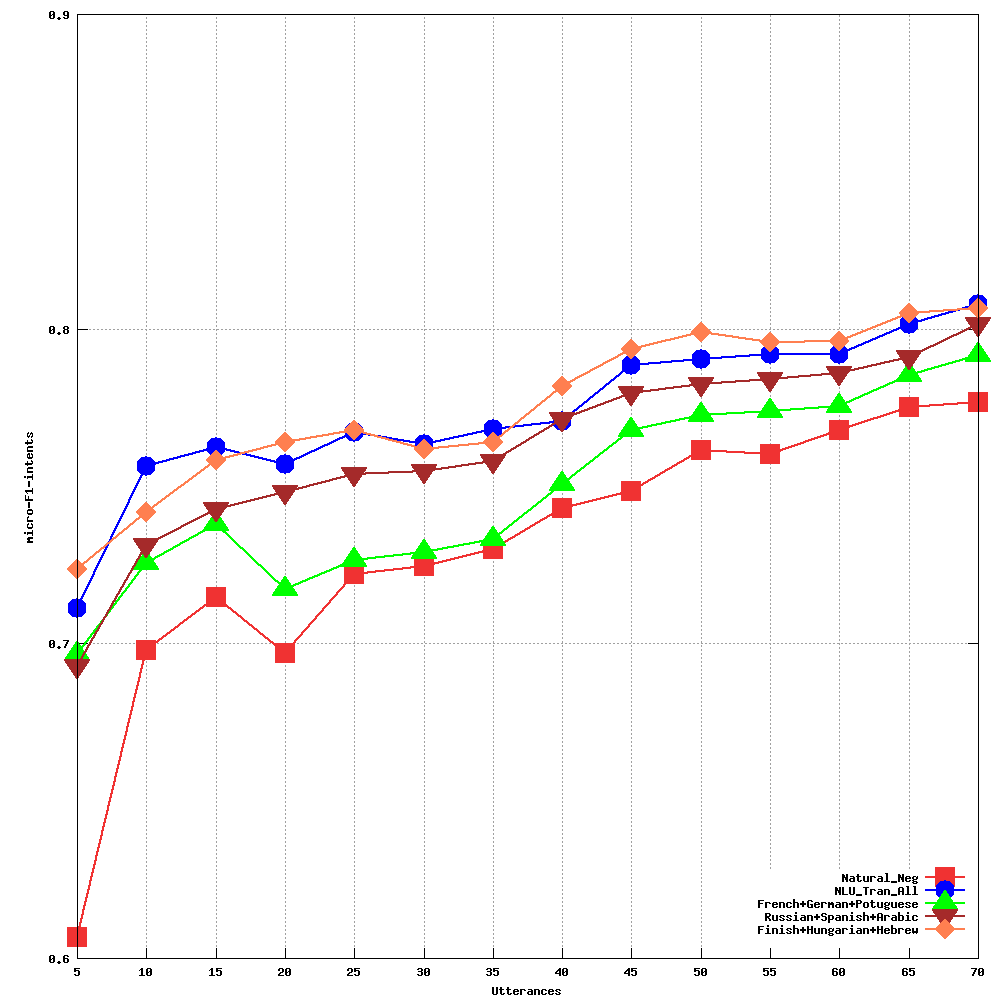 0.9
0.8
0.7
0.6
micro-F1-intents
5 10 15 20 25 30 35 40 45 50 55 60 65 70
Utterances
Natural_Neg
NLU_Tran_All
French+German+Potuguese
Russian+Spanish+Arabic
Finish+Hungarian+Hebrew